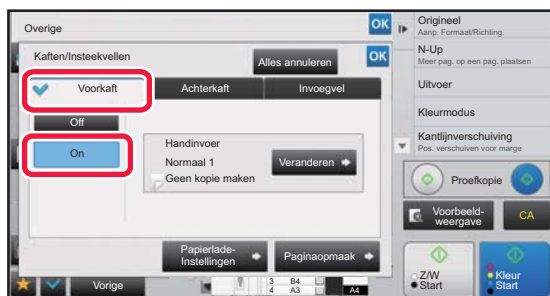 Overige
OK
Kaften/Insteekvellen
Alles annuleren
OK
Voorkaft
Achterkaft
Invoegvel
Off
On
Handinvoer
Normaal 1
Geen kopie maken
Veranderen
Papierlade-
Instellingen
Paginaopmaak
Vorige
3 B4
4 A3
A4
Origineel
Aanp. Formaat/Richting.
N-Up
Meer pag. op een pag. plaatsen
Uitvoer
Kleurmodus
Kantlijnverschuiving
Pos. verschuiven voor marge
Proefkopie
Voorbeeld-
weergave
CA
Z/W
Start
Kleur
Start